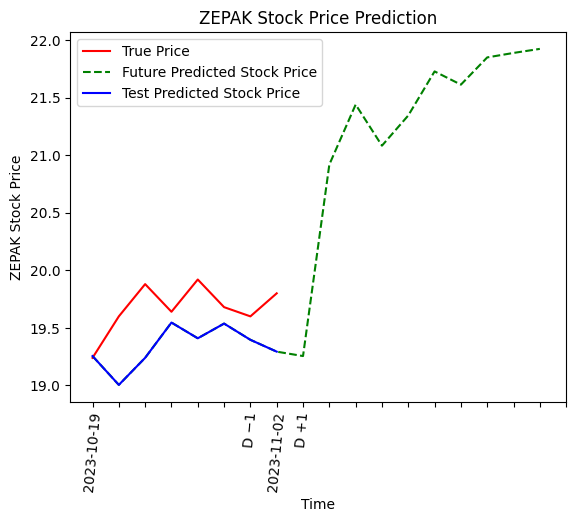 ZEPAK Stock Price Prediction
True Price
Future Predicted Stock Price
Test Predicted Stock Price
ZEPAK Stock Price
22.0
21.5
21.0
20.5
20.0
19.5
19.0
2023-10-19
D −1
2023-11-02
D +1
Time